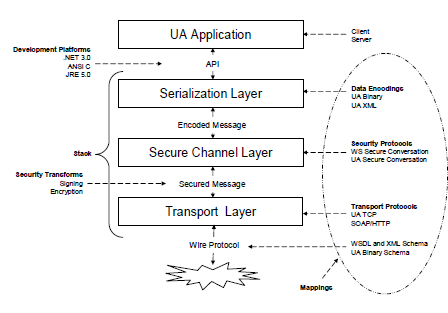 UA Application
Client
Server
Development Platforms
.NET 3.0
ANSI C
JRE 5.0
API
Serialization Layer
Data Encodings
UA Binary
UA XML
Encoded Message
Stack
Secure Channel Layer
Security Protocols
WS Secure Conversation
UA Secure Conversation
Security Transforms
Signing
Encryption
Secured Message
Transport Layer
Transport Protocols
UA TCP
SOAP/HTTP
Wire Protocol
WSDL and XML Schema
UA Binary Schema
Mappings